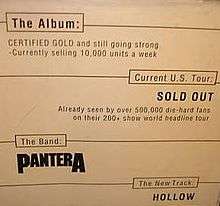 The Album:
CERTIFIED GOLD and still going strong
-Currently selling 10,000 units a week
Current U.S. Tour:
SOLD OUT
Already seen by over 500,000 die-hard fans
on their 200+ show world headline tour
The Band:
PANTERA
The New Track:
HOLLOW